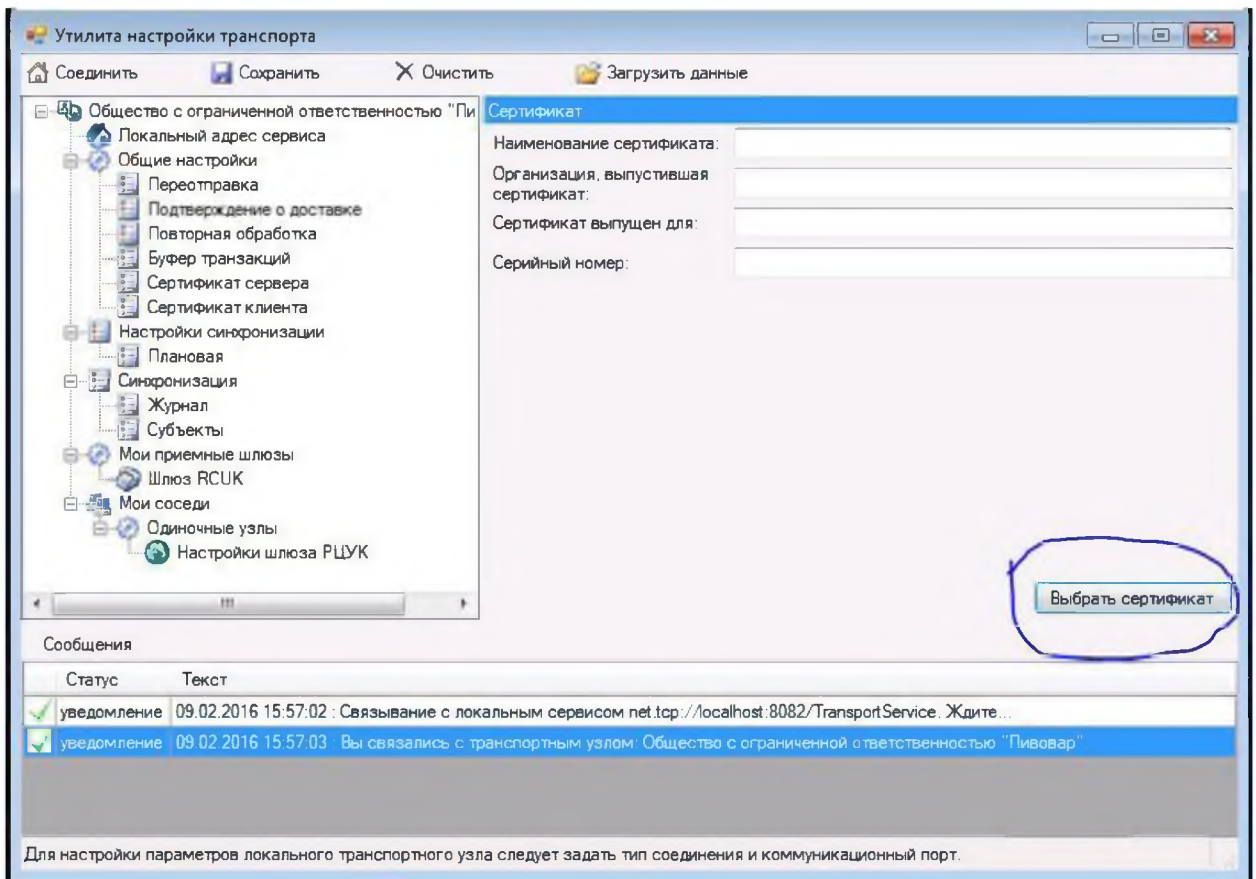 Утилита настройки транспорта
Соединить Сохранить Очистить Загрузить данные
Общество с ограниченной ответственностью "Пи
Локальный адрес сервиса
Общие настройки
Переотправка
Подтверждение о доставке
Повторная обработка
Буфер транзакций
Сертификат сервера
Сертификат клиента
Настройки синхронизации
Плановая
Синхронизация
Журнал
Субъекты
Мои приемные шлюзы
Шлюз RCUK
Мои соседи
Одиночные узлы
Настройки шлюза РЦУК
Сертификат
Наименование сертификата:
Организация, выпустившая
сертификат:
Сертификат выпущен для:
Серийный номер:
Выбрать сертификат
Сообщения
Статус Текст
уведомление 09.02.2016 15:57:02 : Связывание с локальным сервисом net.tcp://localhost:8082/TransportService. Ждите...
уведомление 09.02.2016 15:57:03 : Вы связались с транспортным узлом: Общество с ограниченной ответственностью "Пивовар"
Для настройки параметров локального транспортного узла следует задать тип соединения и коммуникационный порт.